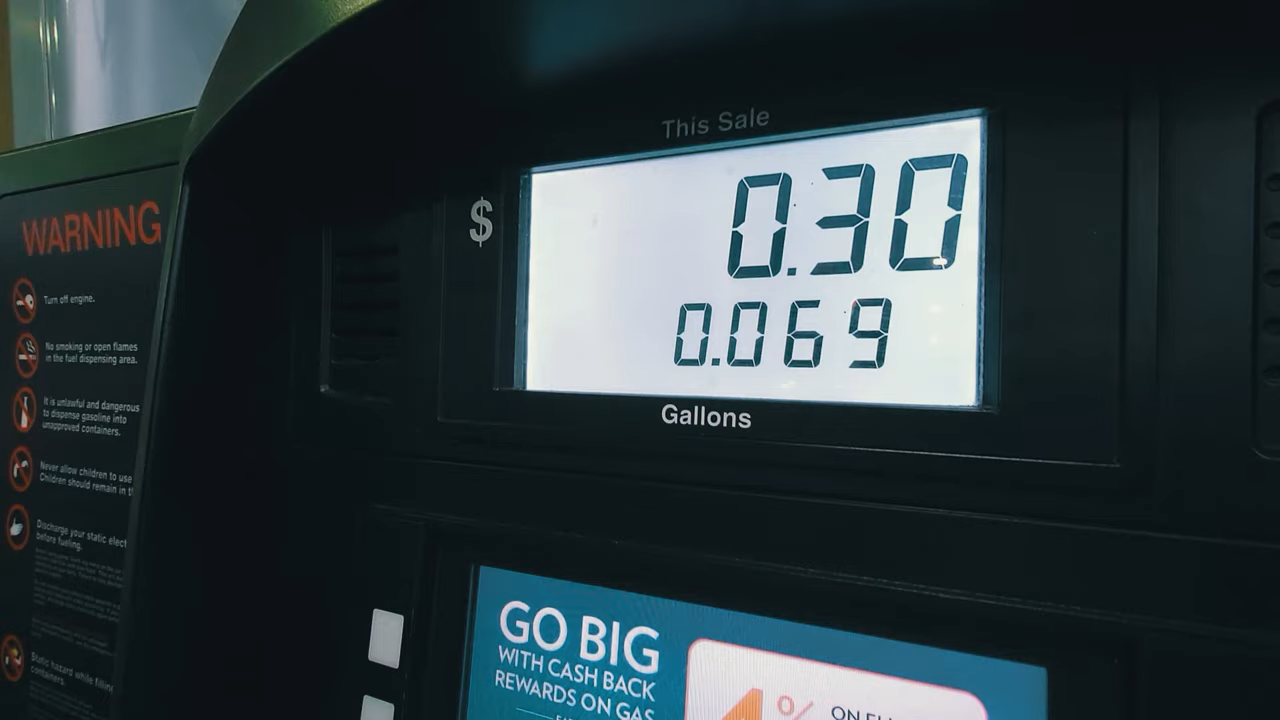 WARNING
Turn off engine.
No smoking or open flames
in the fuel dispensing area.
It is unlawful and dangerous
to dispense gasoline into
unapproved containers.
Never allow children to use
Children should remain in
Discharge your static
before fueling.
Static hazard while filling
containers.
This Sale
$
0.30
0.069
Gallons
GO BIG
WITH CASH BACK
REWARDS ON GAS
4%
ON